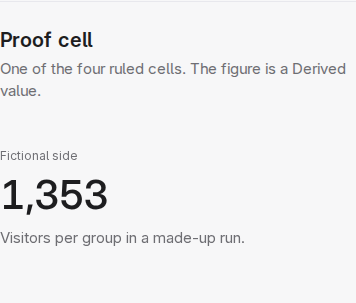 Proof cell
One of the four ruled cells. The figure is a Derived
value.
Fictional side
1,353
Visitors per group in a made-up run.